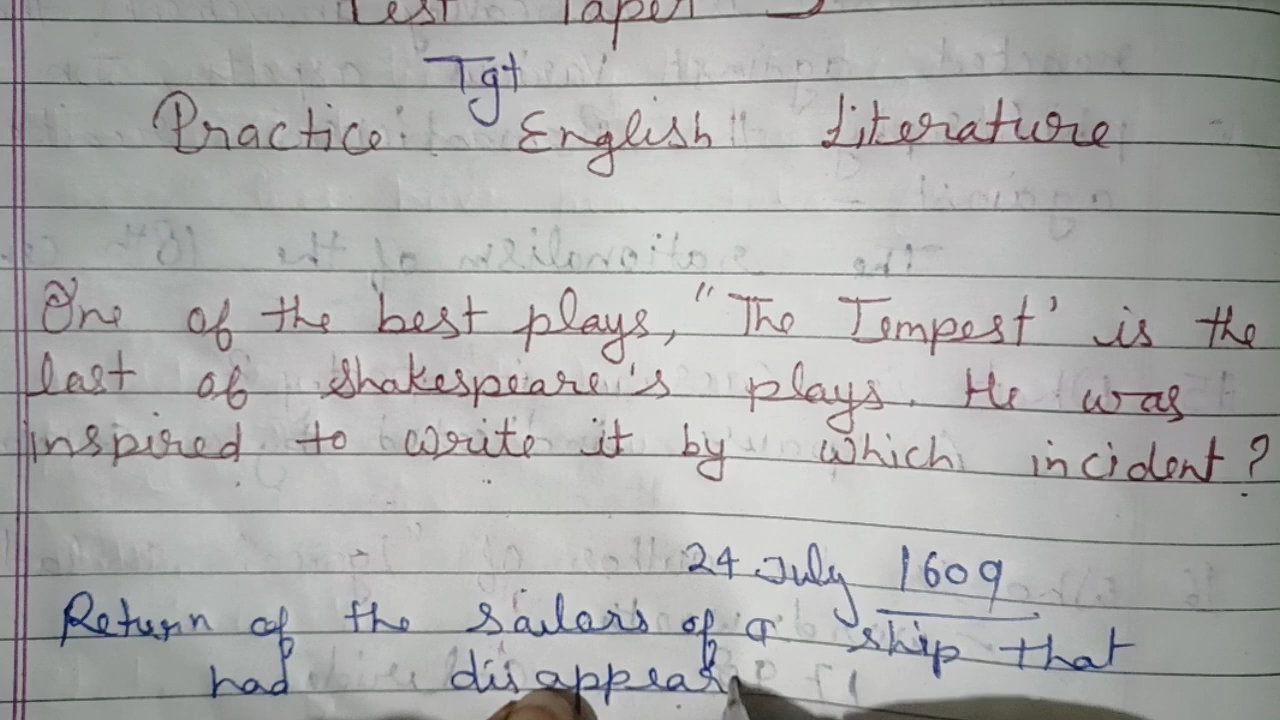 Test Paper
Tgt
Practice English Literature
One of the best plays, "The Tempest' is the
last of Shakespeare's plays. He was
inspired to write it by which incident?
24 July 1609
Return of the sailors of a ship that
had disappear